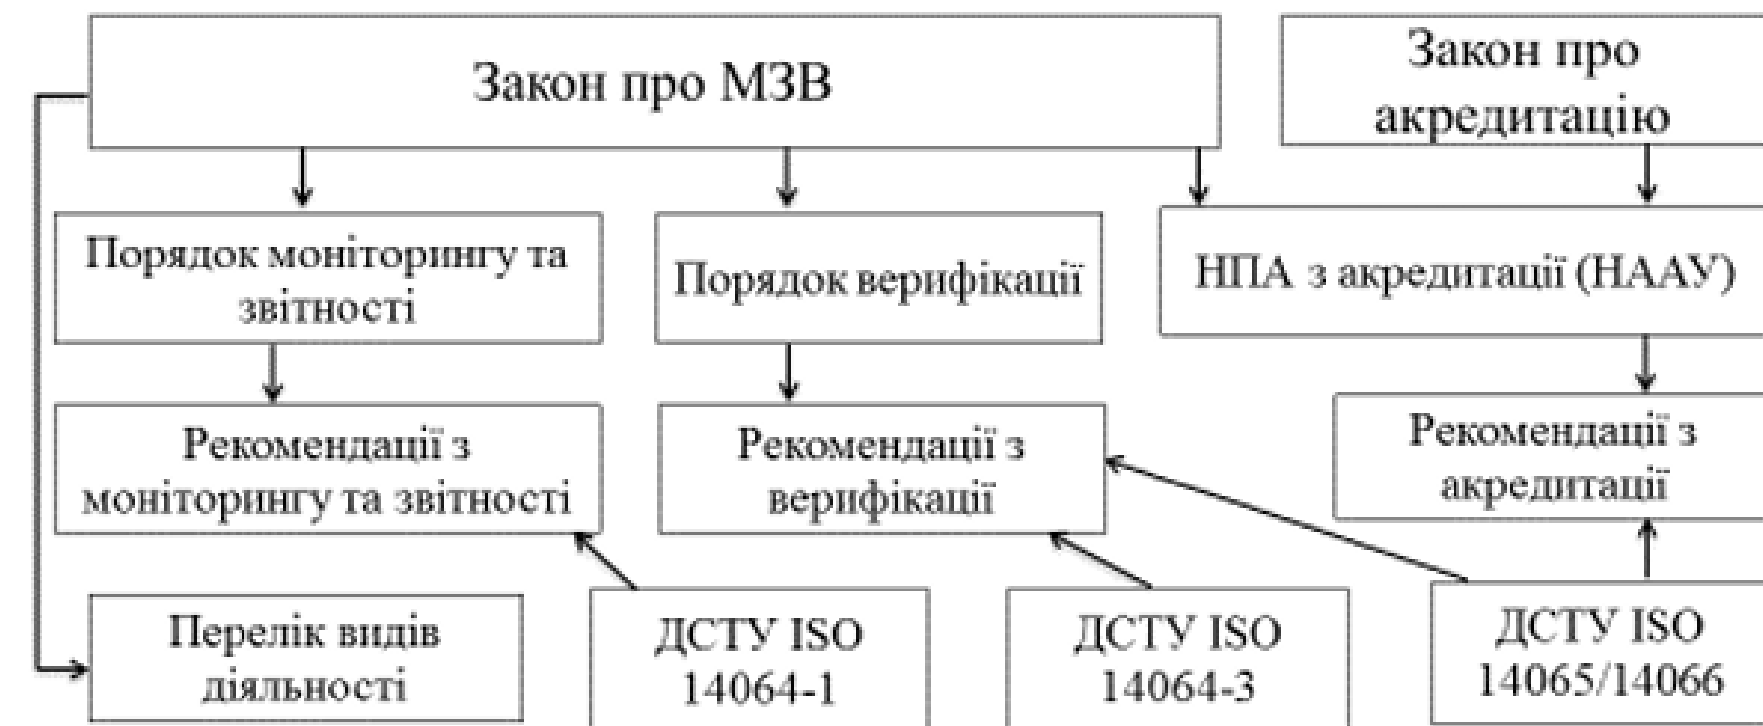 Закон про МЗВ
Закон про
акредитацію
Порядок моніторингу та
звітності
Порядок верифікації
НПА з акредитації (НААУ)
Рекомендації з
моніторингу та звітності
Рекомендації з
верифікації
Рекомендації з
акредитації
Перелік видів
діяльності
ДСТУ ISO
14064-1
ДСТУ ISO
14064-3
ДСТУ ISO
14065/14066